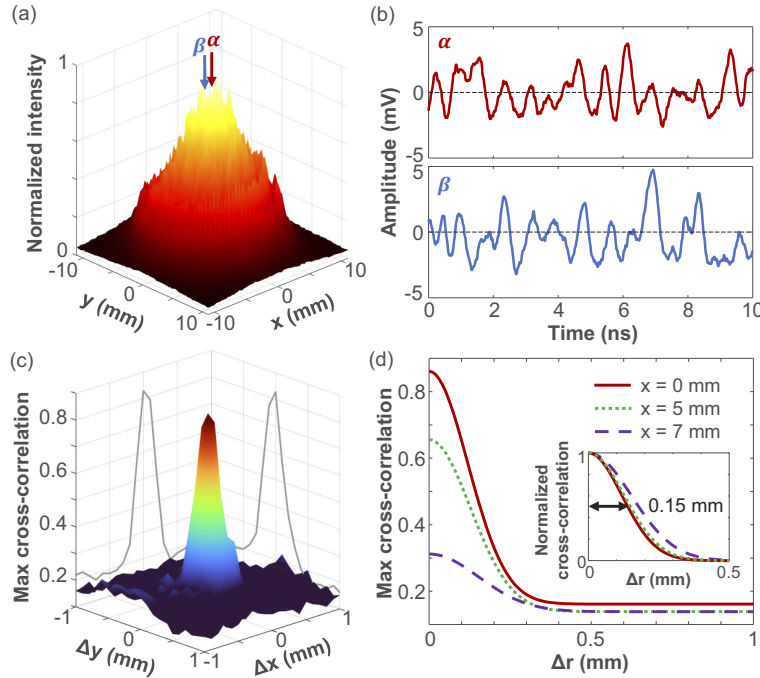 (a)
β α
1
Normalized intensity
0
-10
0
10
y (mm)
-10
0
10
x (mm)
(b)
5
α
0
-5
5
β
0
-5
Amplitude (mV)
0 2 4 6 8 10
Time (ns)
(c)
0.8
0.6
0.4
0.2
Max cross-correlation
-1
0
1
Δy (mm)
-1
0
1
Δx (mm)
(d)
0.8
0.6
0.4
0.2
Max cross-correlation
x = 0 mm
x = 5 mm
x = 7 mm
1
0
Normalized
cross-correlation
0.15 mm
0 0.5
Δr (mm)
0 0.5 1
Δr (mm)